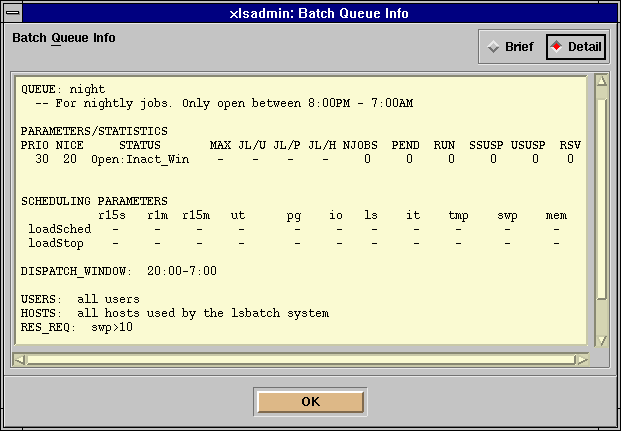 xlsadmin: Batch Queue Info
Batch Queue Info
Brief
Detail
QUEUE: night
-- For nightly jobs. Only open between 8:00PM - 7:00AM
PARAMETERS/STATISTICS
PRIO NICE STATUS MAX JL/U JL/P JL/H NJOBS PEND RUN SSUSP USUSP RSV
30 20 Open:Inact_Win - - - - 0 0 0 0 0 0
SCHEDULING PARAMETERS
r15s r1m r15m ut pg io ls it tmp swp mem
loadSched - - - - - - - - - - -
loadStop - - - - - - - - - - -
DISPATCH_WINDOW: 20:00-7:00
USERS: all users
HOSTS: all hosts used by the lsbatch system
RES_REQ: swp>10
OK